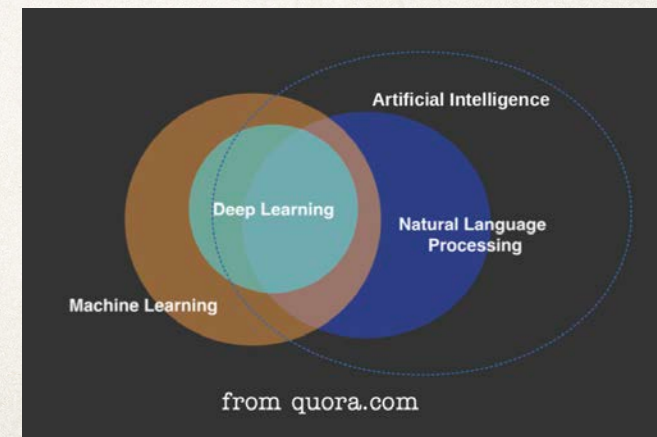 Artificial Intelligence
Deep Learning
Natural Language
Processing
Machine Learning
from quora.com